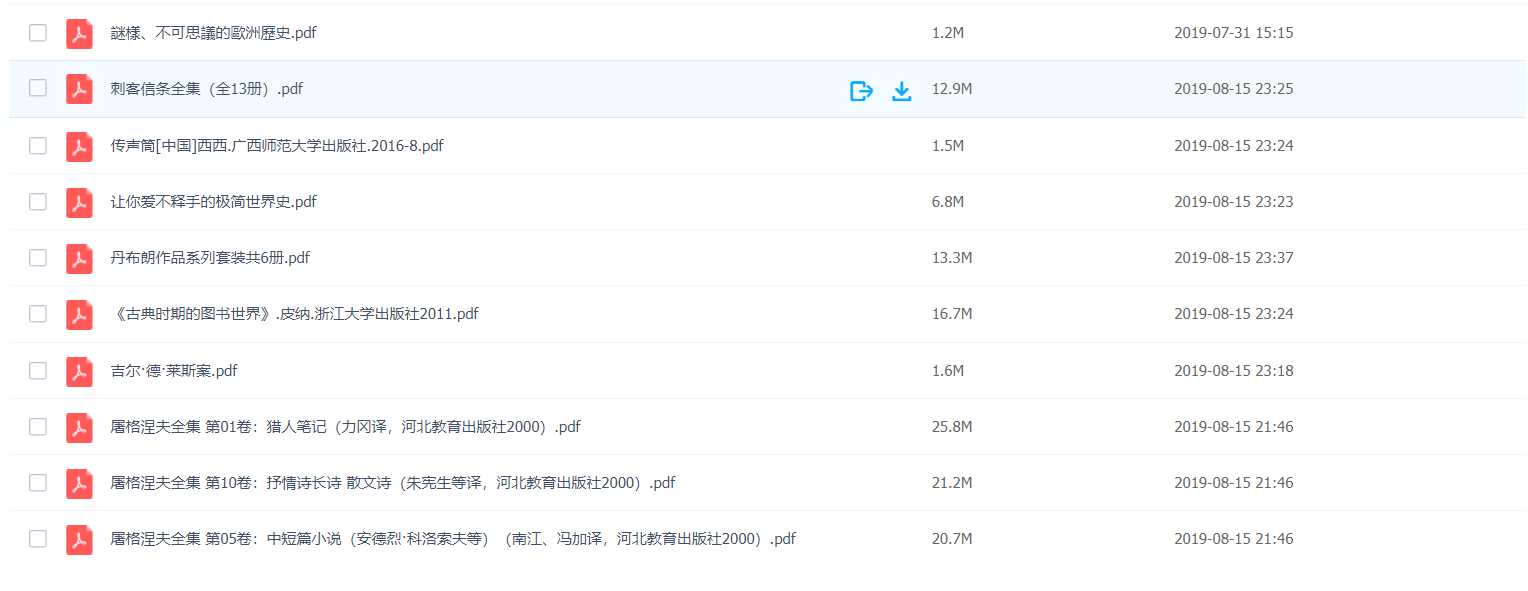 謎樣、不可思議的歐洲歷史.pdf 1.2M 2019-07-31 15:15
刺客信条全集（全13册）.pdf 12.9M 2019-08-15 23:25
传声筒[中国]西西.广西师范大学出版社.2016-8.pdf 1.5M 2019-08-15 23:24
让你爱不释手的极简世界史.pdf 6.8M 2019-08-15 23:23
丹布朗作品系列套装共6册.pdf 13.3M 2019-08-15 23:37
《古典时期的图书世界》.皮纳.浙江大学出版社2011.pdf 16.7M 2019-08-15 23:24
吉尔·德·莱斯案.pdf 1.6M 2019-08-15 23:18
屠格涅夫全集 第01卷：猎人笔记（力冈译，河北教育出版社2000）.pdf 25.8M 2019-08-15 21:46
屠格涅夫全集 第10卷：抒情诗长诗 散文诗（朱宪生等译，河北教育出版社2000）.pdf 21.2M 2019-08-15 21:46
屠格涅夫全集 第05卷：中短篇小说（安德烈·科洛索夫等）（南江、冯加译，河北教育出版社2000）.pdf 20.7M 2019-08-15 21:46